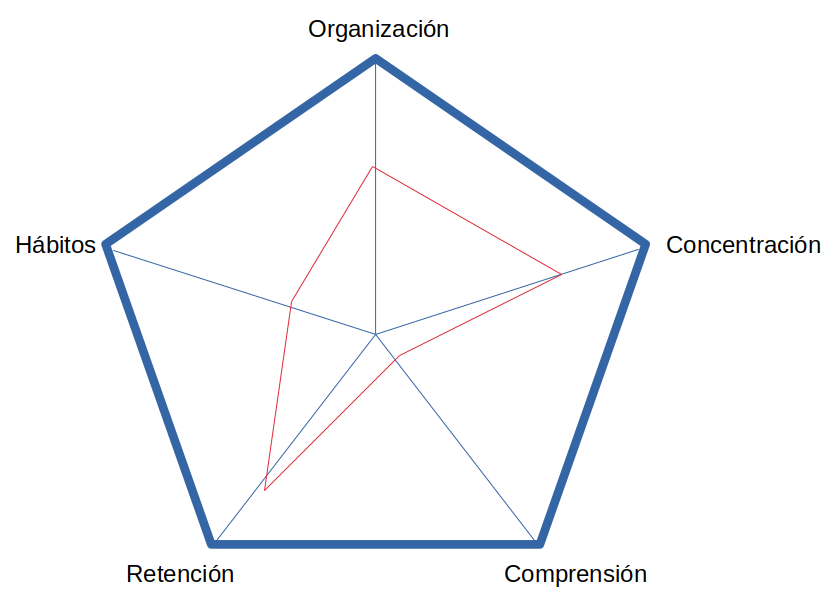 Organización
Hábitos
Concentración
Retención
Comprensión